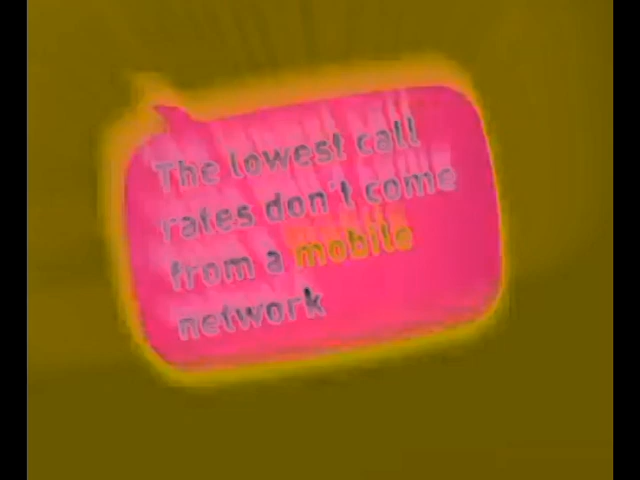 The lowest call
rates don't come
from a mobile
network